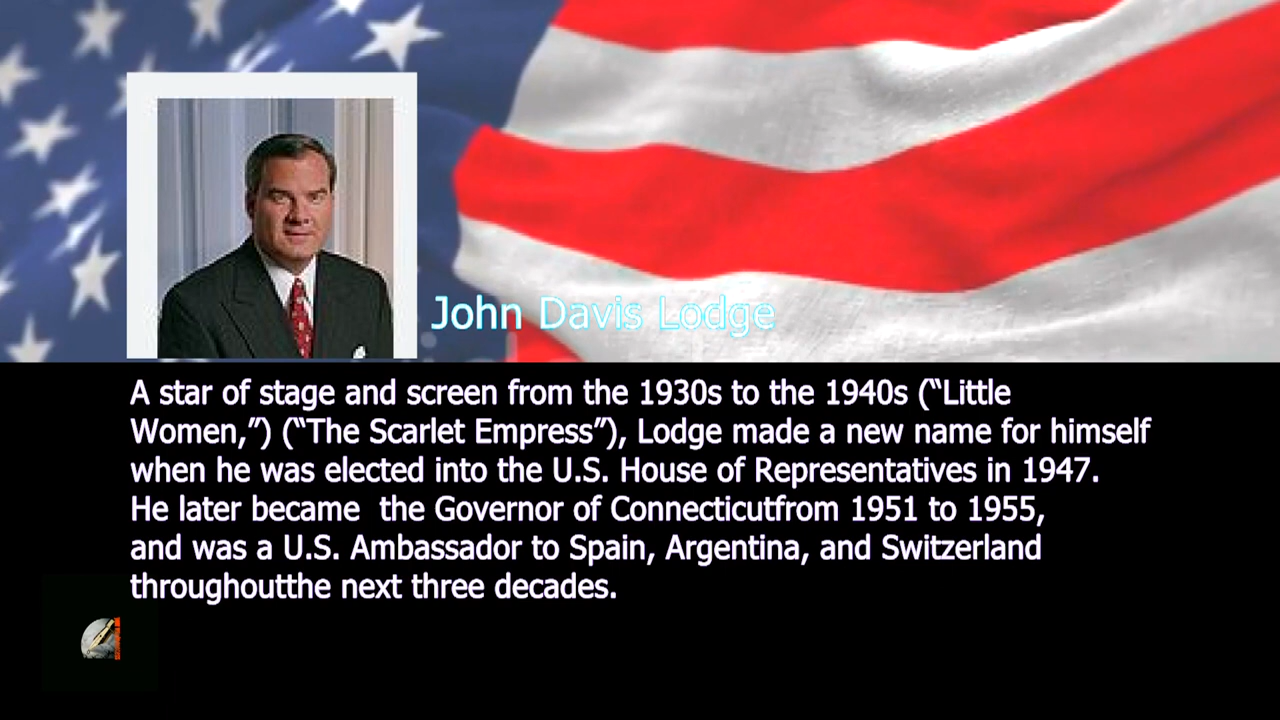 John Davis Lodge
A star of stage and screen from the 1930s to the 1940s (“Little
Women,”) (“The Scarlet Empress”), Lodge made a new name for himself
when he was elected into the U.S. House of Representatives in 1947.
He later became  the Governor of Connecticutfrom 1951 to 1955,
and was a U.S. Ambassador to Spain, Argentina, and Switzerland
throughoutthe next three decades.